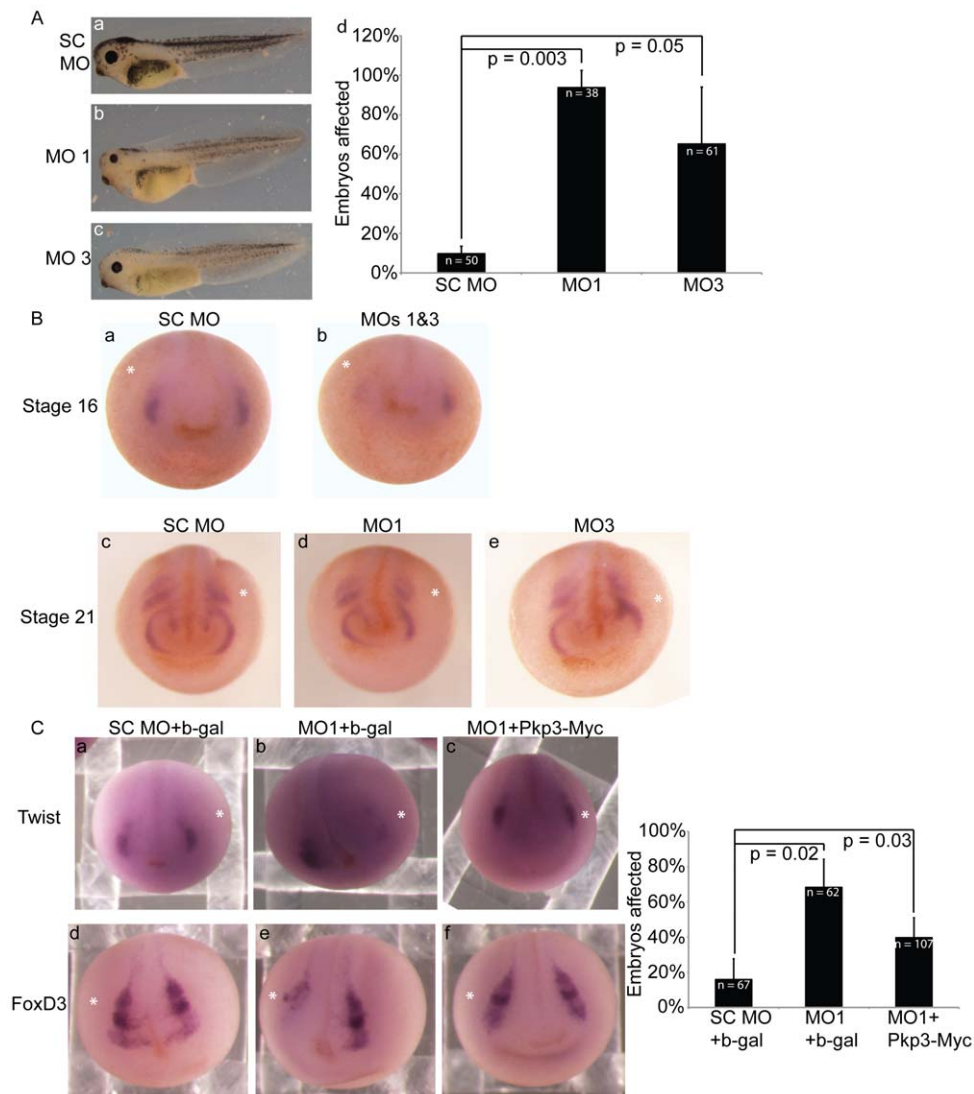 A
SC
MO
a
MO 1
b
MO 3
c
d
120%
100%
80%
60%
40%
20%
0%
Embryos affected
p = 0.003
p = 0.05
n = 50
n = 38
n = 61
SC MO
MO1
MO3
B
SC MO
MOs 1&3
a
*
b
*
Stage 16
SC MO
MO1
MO3
c
*
d
*
e
*
Stage 21
C
SC MO+b-gal
MO1+b-gal
MO1+Pkp3-Myc
a
*
b
*
c
*
Twist
d
*
e
*
f
*
FoxD3
100%
80%
60%
40%
20%
0%
Embryos affected
p = 0.02
p = 0.03
n = 67
n = 62
n = 107
SC MO
+b-gal
MO1
+b-gal
MO1+
Pkp3-Myc